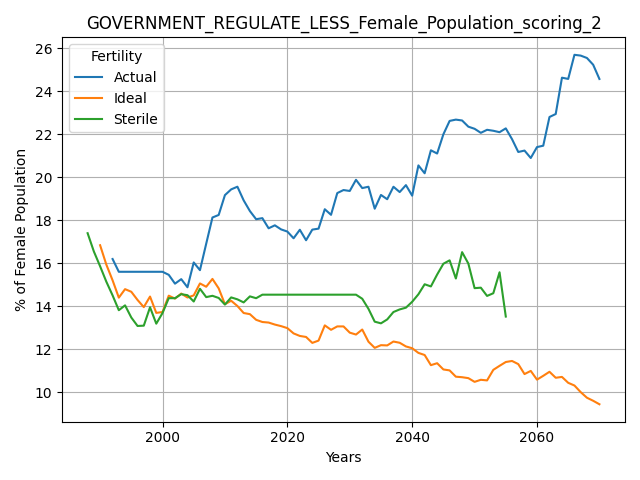 GOVERNMENT_REGULATE_LESS_Female_Population_scoring_2
Fertility
Actual
Ideal
Sterile
% of Female Population
26
24
22
20
18
16
14
12
10
2000 2020 2040 2060
Years